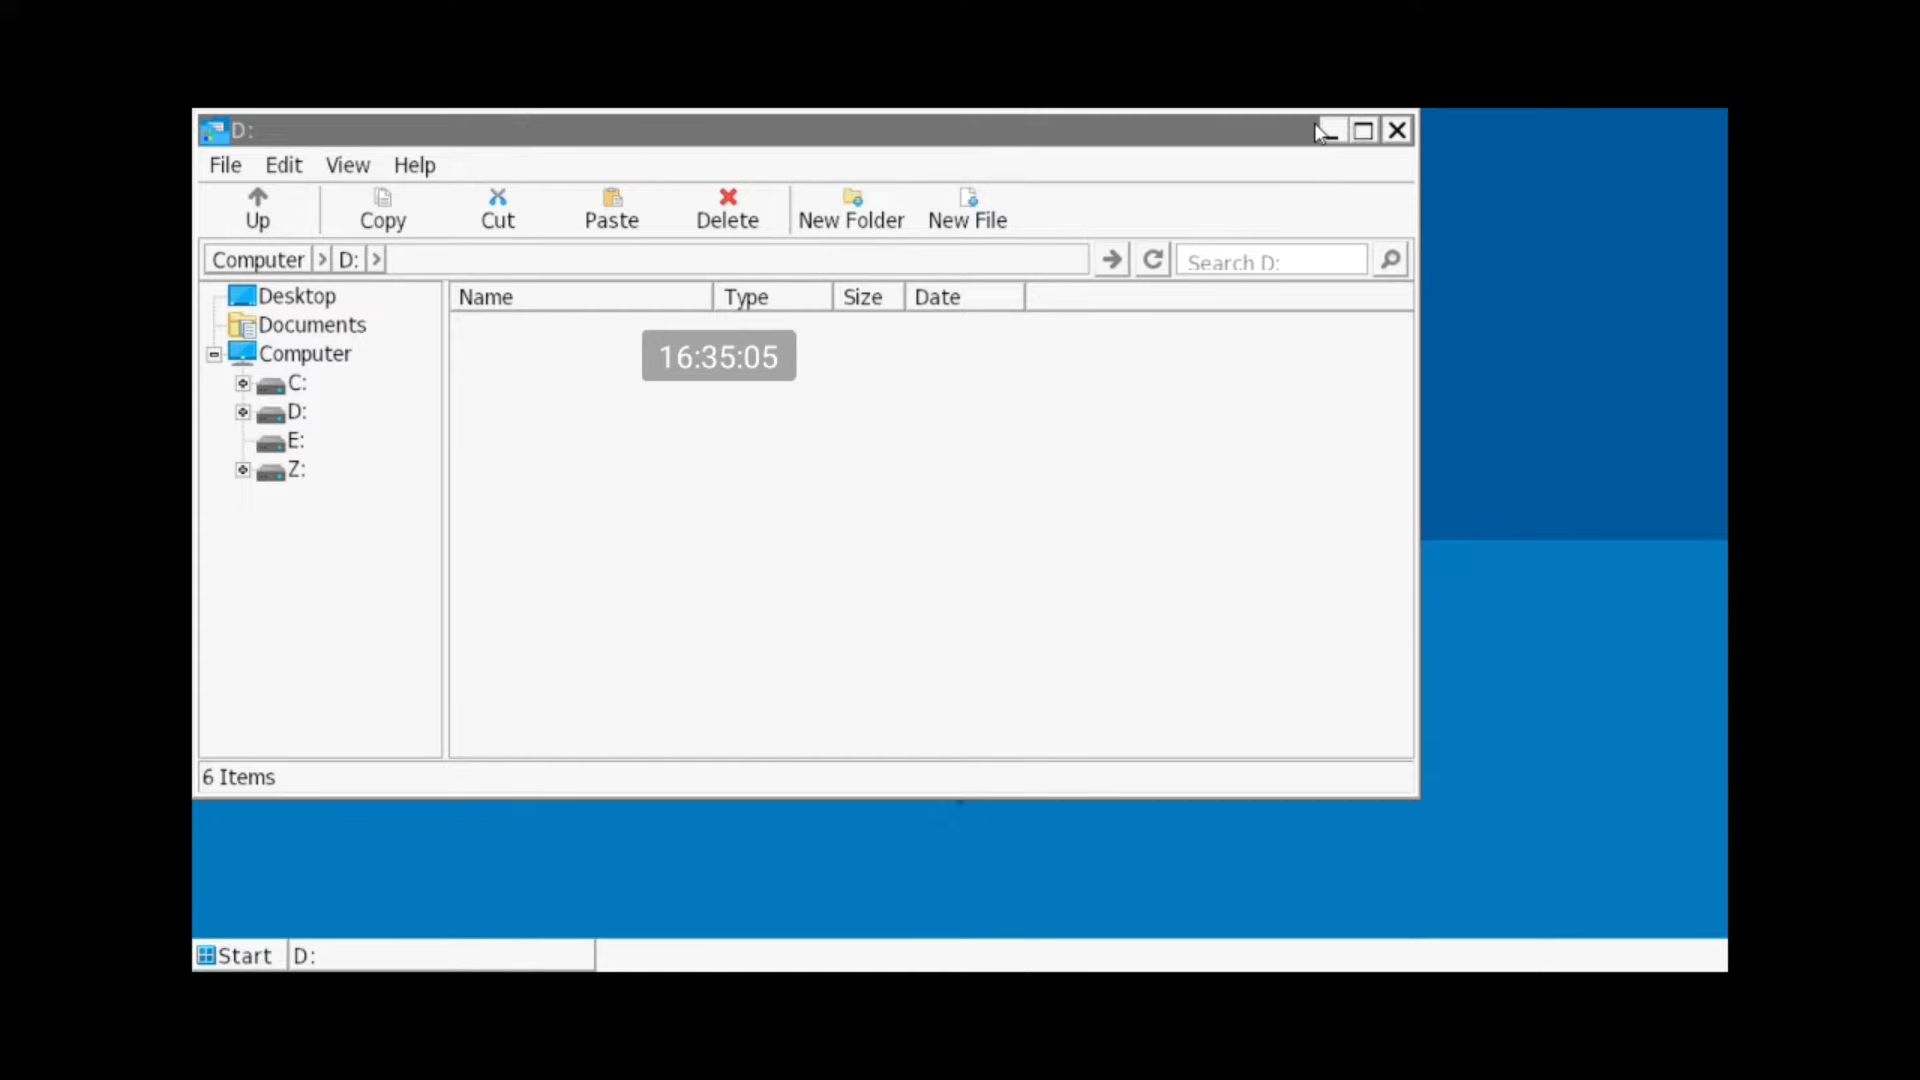 D:
File Edit View Help
Up Copy Cut Paste Delete New Folder New File
Computer > D: > Search D:
Desktop
Documents
Computer
C:
D:
E:
Z:
Name Type Size Date
16:35:05
6 Items
Start D: